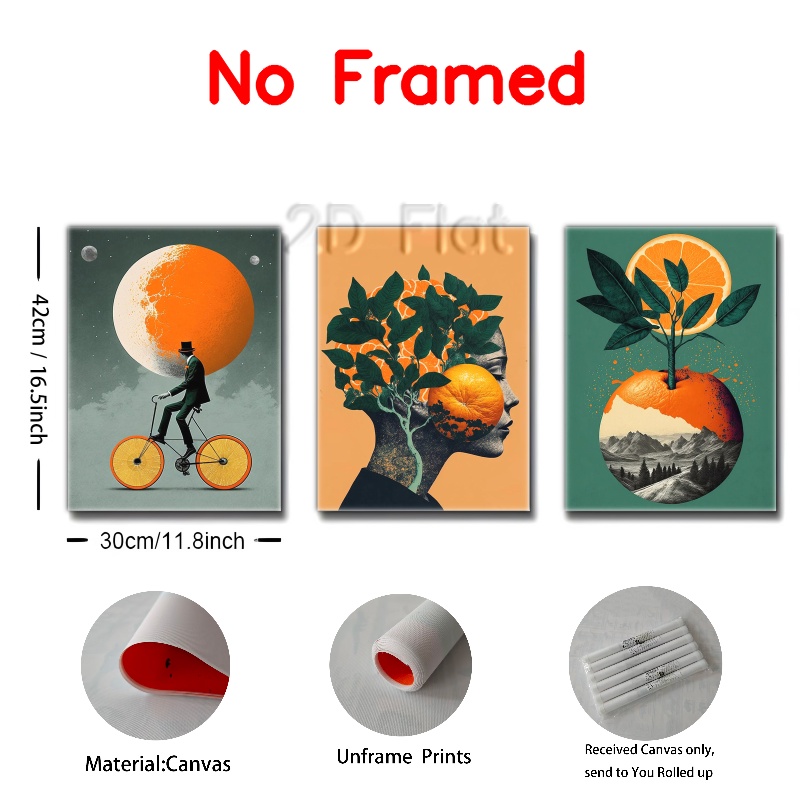 No Framed
2D Flat
42cm / 16.5inch
30cm/11.8inch
Material:Canvas
Unframe Prints
Received Canvas only,
send to You Rolled up